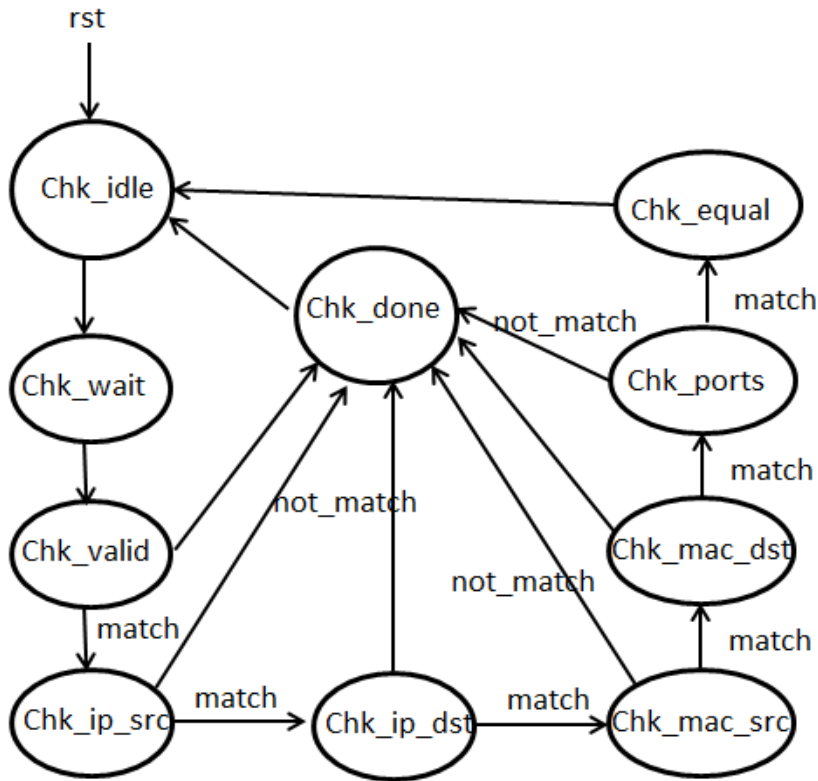 rst
Chk_idle
Chk_equal
Chk_done
match
not_match
Chk_wait
Chk_ports
match
not_match
Chk_valid
Chk_mac_dst
not_match
match
match
match
match
Chk_ip_src
Chk_ip_dst
Chk_mac_src